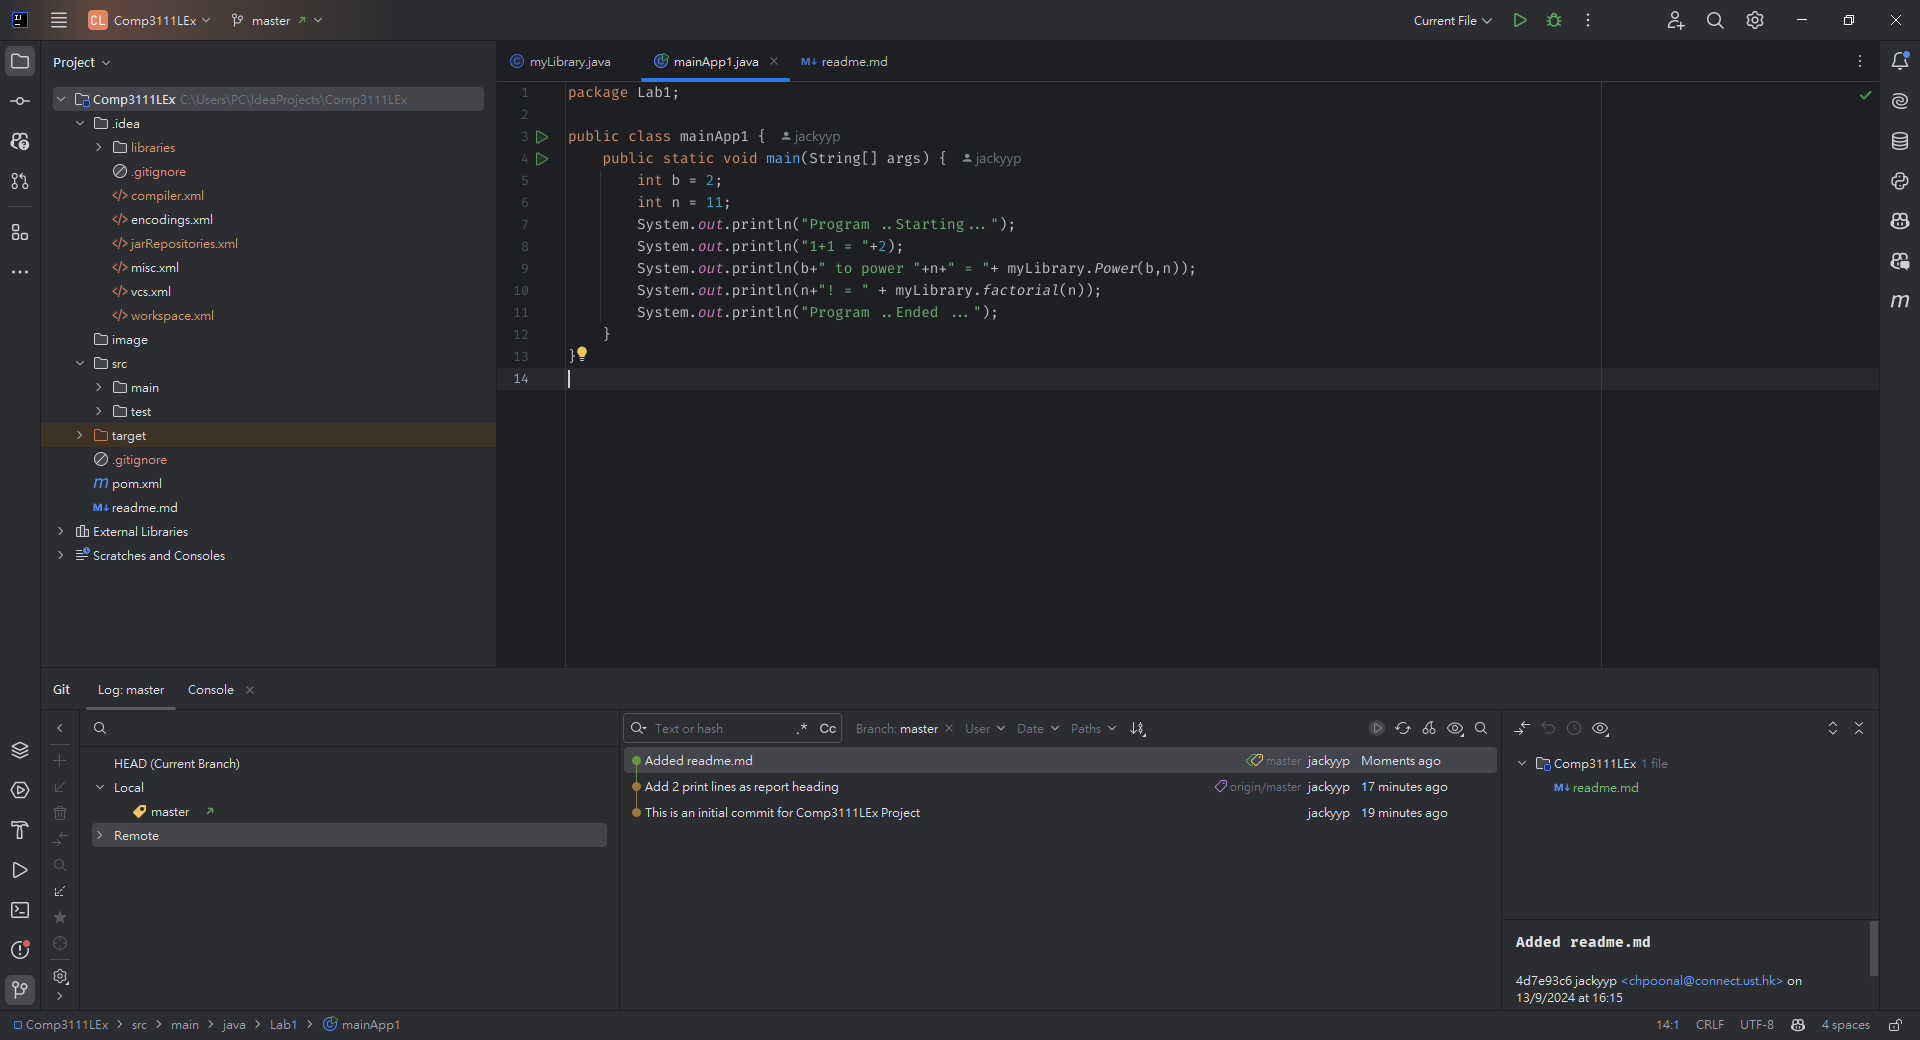 CL Comp3111LEx master Current File
Project
Comp3111LEx C:\Users\PC\IdeaProjects\Comp3111LEx
.idea
libraries
.gitignore
compiler.xml
encodings.xml
jarRepositories.xml
misc.xml
vcs.xml
workspace.xml
image
src
main
test
target
.gitignore
pom.xml
readme.md
External Libraries
Scratches and Consoles
myLibrary.java mainApp1.java readme.md
1 package Lab1;
2
3 public class mainApp1 { jackyyp
4 public static void main(String[] args) { jackyyp
5 int b = 2;
6 int n = 11;
7 System.out.println("Program ..Starting...");
8 System.out.println("1+1 = "+2);
9 System.out.println(b+" to power "+n+" = "+ myLibrary.Power(b,n));
10 System.out.println(n+"! = " + myLibrary.factorial(n));
11 System.out.println("Program ..Ended ...");
12 }
13 }
14
Git Log: master Console
HEAD (Current Branch)
Local
master
Remote
Text or hash .* Cc Branch: master User Date Paths
Added readme.md master jackyyp Moments ago
Add 2 print lines as report heading origin/master jackyyp 17 minutes ago
This is an initial commit for Comp3111LEx Project jackyyp 19 minutes ago
Comp3111LEx 1 file
readme.md
Added readme.md
4d7e93c6 jackyyp <chpoonal@connect.ust.hk> on
13/9/2024 at 16:15
Comp3111LEx > src > main > java > Lab1 > mainApp1 14:1 CRLF UTF-8 4 spaces